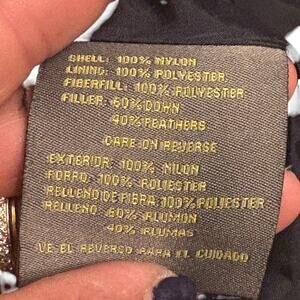 SHELL: 100% NYLON
LINING: 100% POLYESTER
FIBERFILL: 100% POLYESTER
FILLER: 60% DOWN
40% FEATHERS
CARE ON REVERSE
EXTERIOR: 100% NILON
FORRO: 100% POLIESTER
RELLENO DE FIBRA: 100% POLIESTER
RELLENO: 60% PLUMON
40% PLUMAS
VE EL REVERSO PARA EL CUIDADO